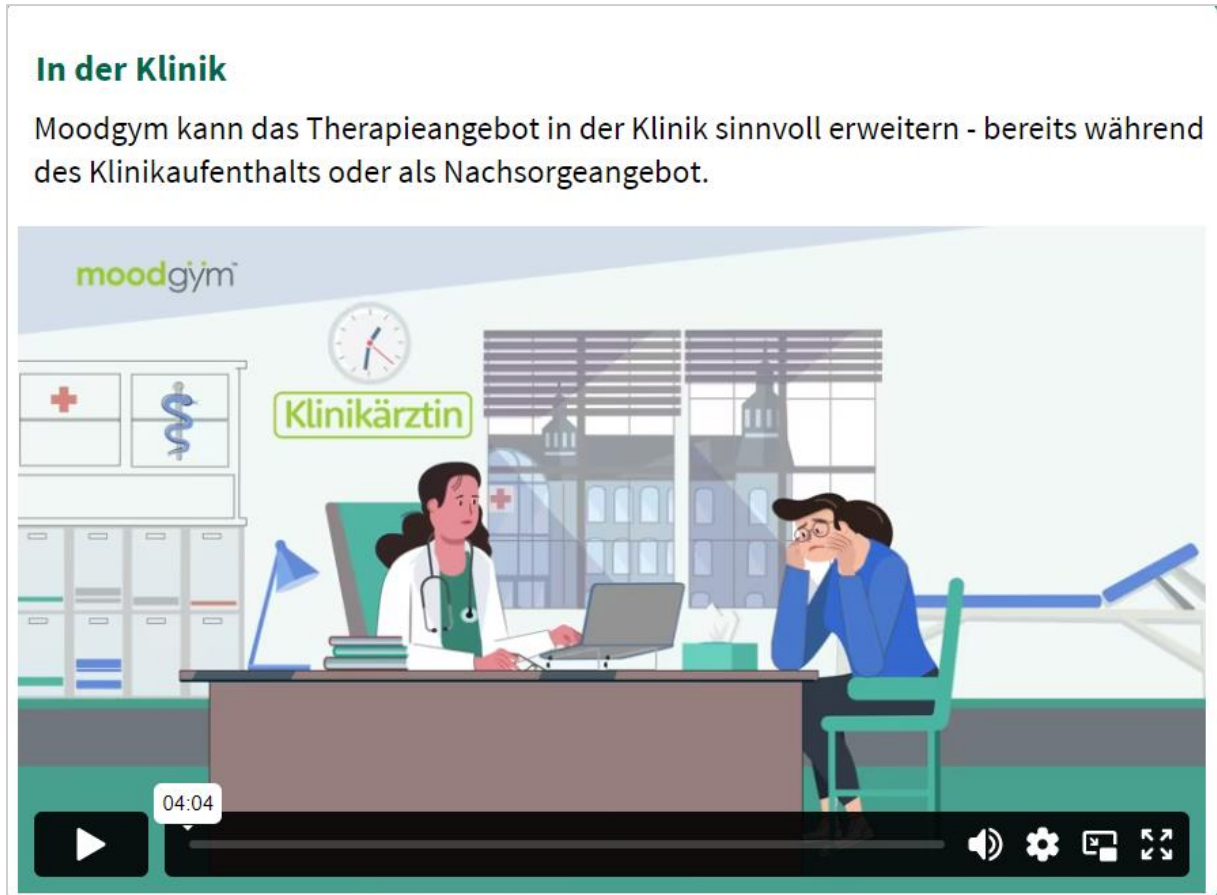 In der Klinik
Moodgym kann das Therapieangebot in der Klinik sinnvoll erweitern - bereits während
des Klinikaufenthalts oder als Nachsorgeangebot.
moodgym™
Klinikärztin
04:04